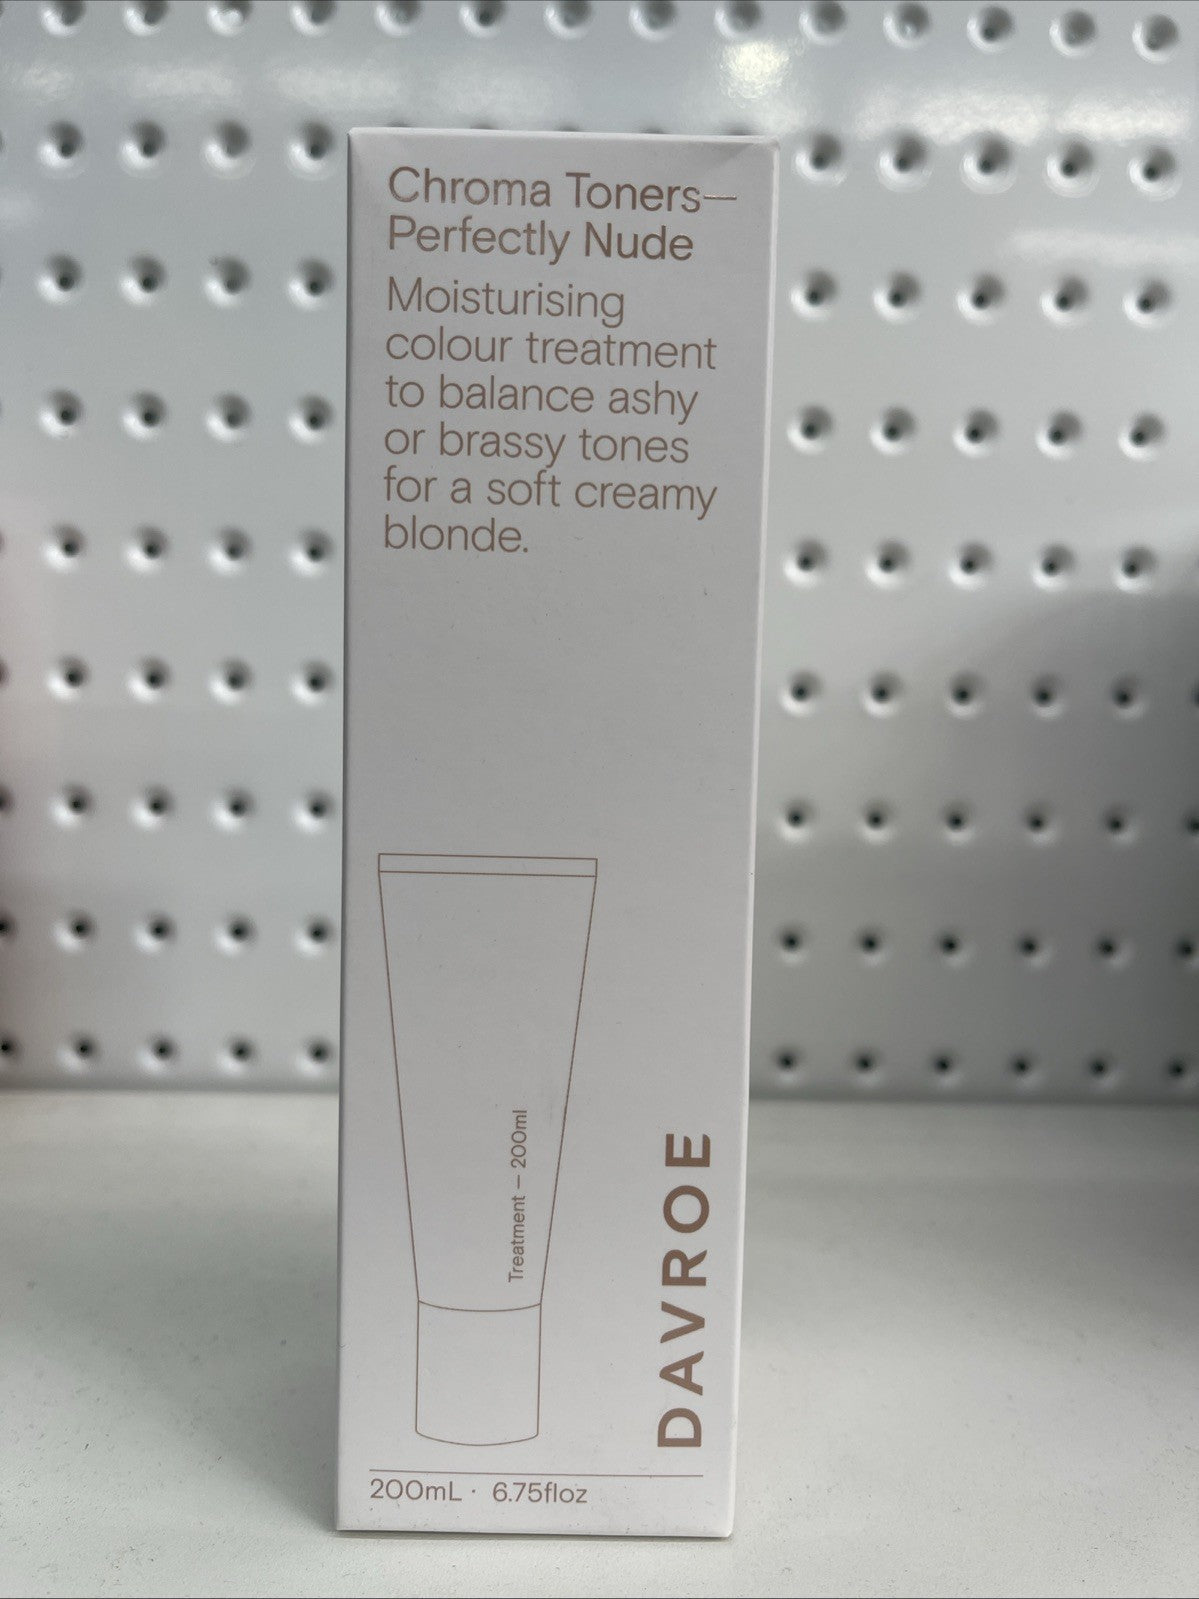 Chroma Toners—
Perfectly Nude
Moisturising
colour treatment
to balance ashy
or brassy tones
for a soft creamy
blonde.
Treatment — 200ml
DAVROE
200mL · 6.75floz